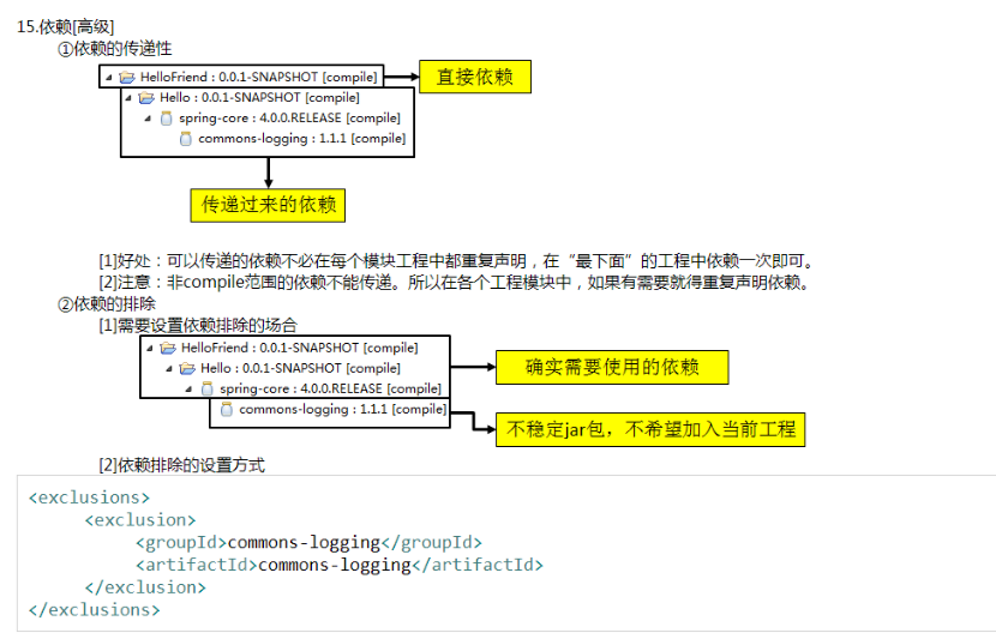 15.依赖[高级]
①依赖的传递性
HelloFriend : 0.0.1-SNAPSHOT [compile]
直接依赖
Hello : 0.0.1-SNAPSHOT [compile]
spring-core : 4.0.0.RELEASE [compile]
commons-logging : 1.1.1 [compile]
传递过来的依赖
[1]好处：可以传递的依赖不必在每个模块工程中都重复声明，在“最下面”的工程中依赖一次即可。
[2]注意：非compile范围的依赖不能传递。所以在各个工程模块中，如果有需要就得重复声明依赖。
②依赖的排除
[1]需要设置依赖排除的场合
HelloFriend : 0.0.1-SNAPSHOT [compile]
Hello : 0.0.1-SNAPSHOT [compile]
确实需要使用的依赖
spring-core : 4.0.0.RELEASE [compile]
commons-logging : 1.1.1 [compile]
不稳定jar包，不希望加入当前工程
[2]依赖排除的设置方式
<exclusions>
<exclusion>
<groupId>commons-logging</groupId>
<artifactId>commons-logging</artifactId>
</exclusion>
</exclusions>